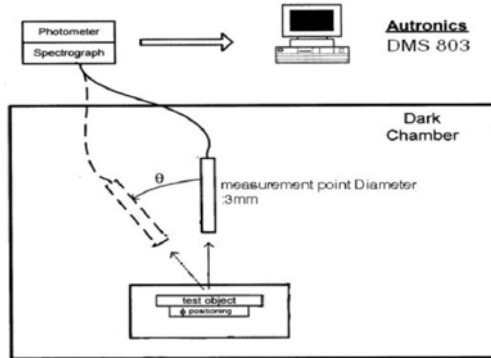 Photometer
Spectrograph
Autronics
DMS 803
Dark
Chamber
θ
measurement point Diameter
:3mm
test object
ϕ positioning